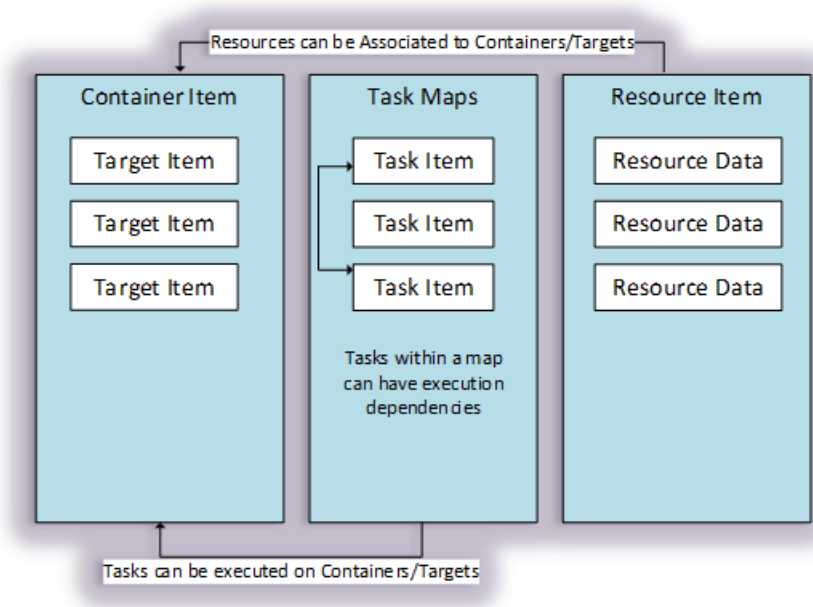 Resources can be Associated to Containers/Targets
Container Item
Target Item
Target Item
Target Item
Task Maps
Task Item
Task Item
Task Item
Tasks within a map
can have execution
dependencies
Resource Item
Resource Data
Resource Data
Resource Data
Tasks can be executed on Containers/Targets